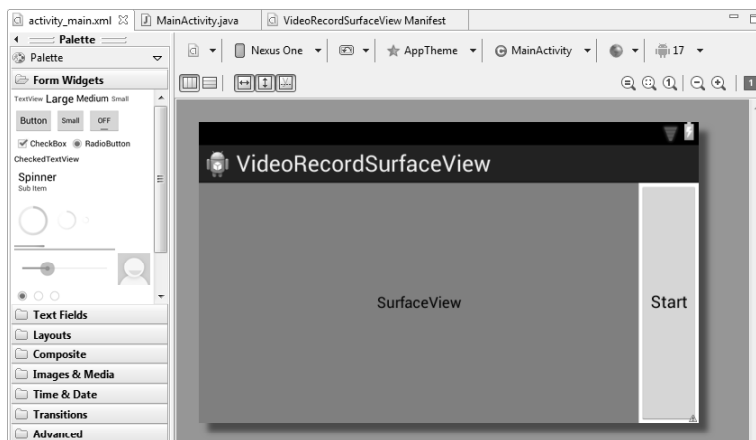 activity_main.xml MainActivity.java VideoRecordSurfaceView Manifest
Palette
Palette
Nexus One AppTheme MainActivity 17
Form Widgets
TextView Large Medium Small
Button Small OFF
CheckBox RadioButton
CheckedTextView
Spinner
Sub Item
VideoRecordSurfaceView
SurfaceView
Start
Text Fields
Layouts
Composite
Images & Media
Time & Date
Transitions
Advanced